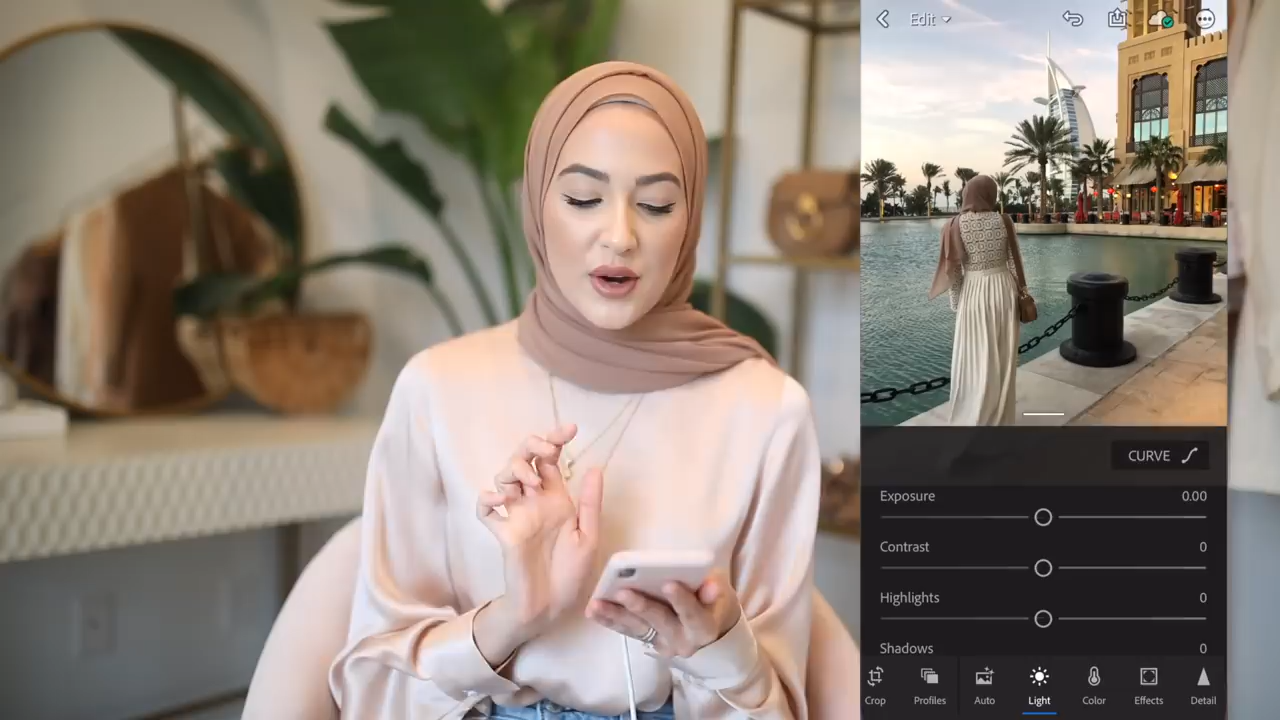 Edit
CURVE
Exposure 0.00
Contrast 0
Highlights 0
Shadows 0
Crop Profiles Auto Light Color Effects Detail